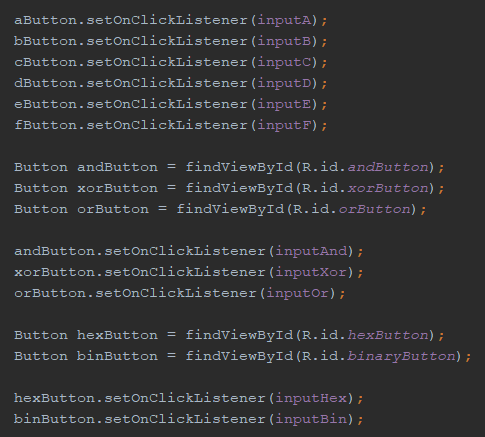 aButton.setOnClickListener(inputA);
bButton.setOnClickListener(inputB);
cButton.setOnClickListener(inputC);
dButton.setOnClickListener(inputD);
eButton.setOnClickListener(inputE);
fButton.setOnClickListener(inputF);
Button andButton = findViewById(R.id.andButton);
Button xorButton = findViewById(R.id.xorButton);
Button orButton = findViewById(R.id.orButton);
andButton.setOnClickListener(inputAnd);
xorButton.setOnClickListener(inputXor);
orButton.setOnClickListener(inputOr);
Button hexButton = findViewById(R.id.hexButton);
Button binButton = findViewById(R.id.binaryButton);
hexButton.setOnClickListener(inputHex);
binButton.setOnClickListener(inputBin);